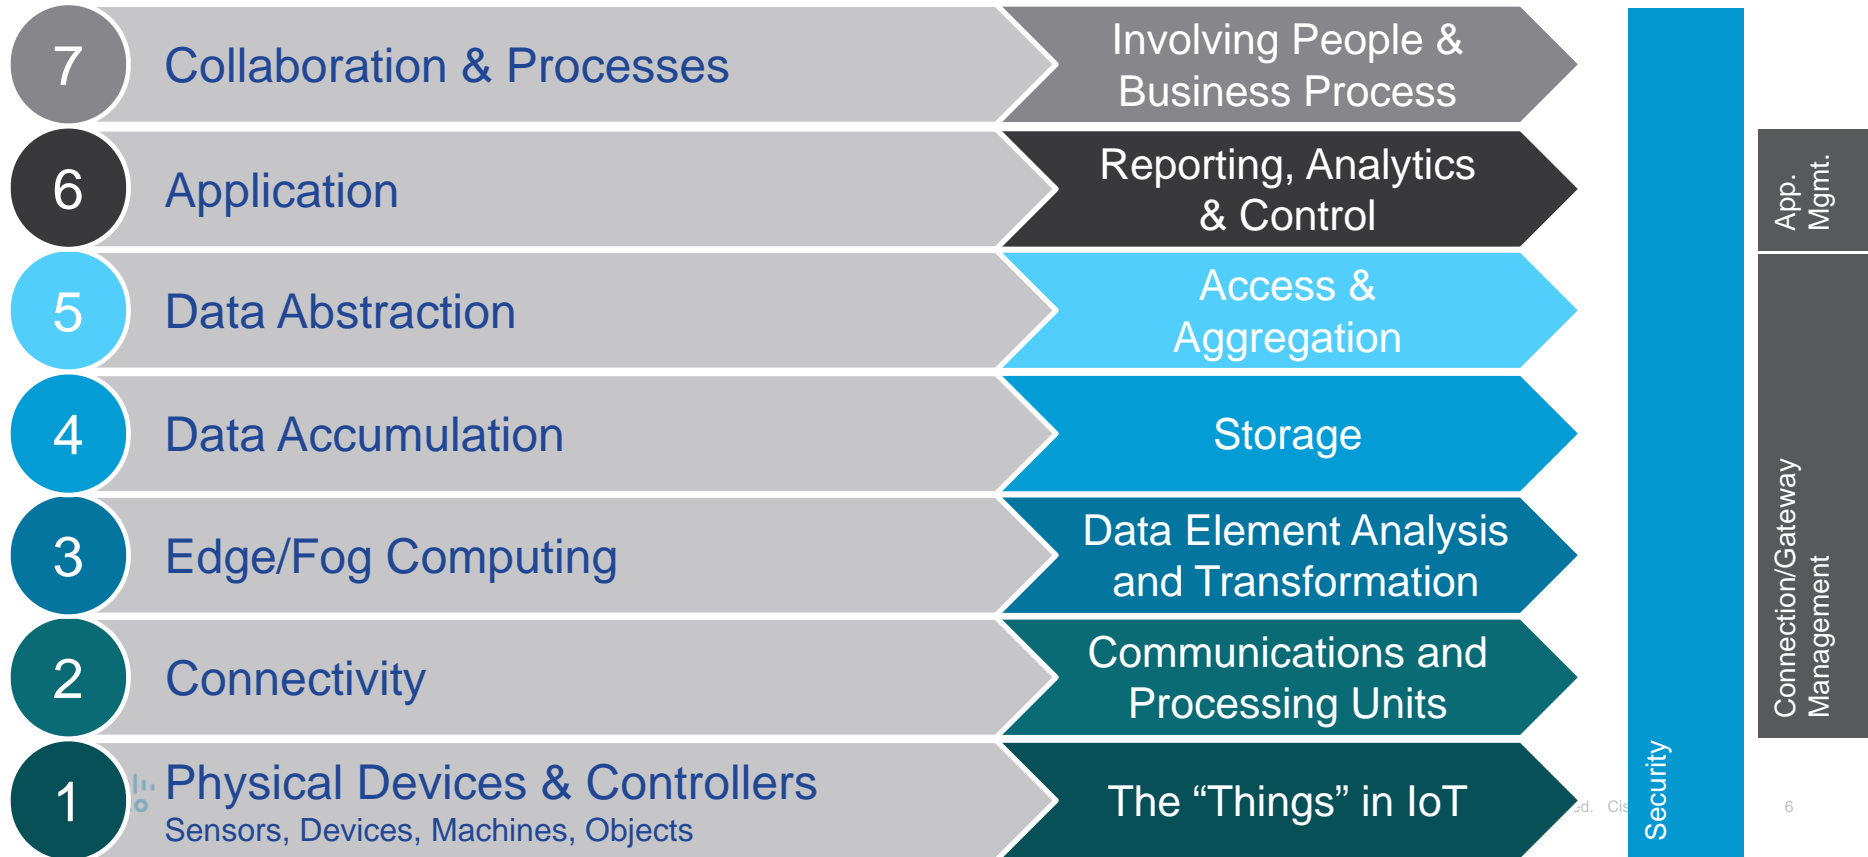 7
Collaboration & Processes
Involving People &
Business Process
6
Application
Reporting, Analytics
& Control
5
Data Abstraction
Access &
Aggregation
4
Data Accumulation
Storage
3
Edge/Fog Computing
Data Element Analysis
and Transformation
2
Connectivity
Communications and
Processing Units
1
Physical Devices & Controllers
Sensors, Devices, Machines, Objects
The “Things” in IoT
Security
App.
Mgmt.
Connection/Gateway
Management
6